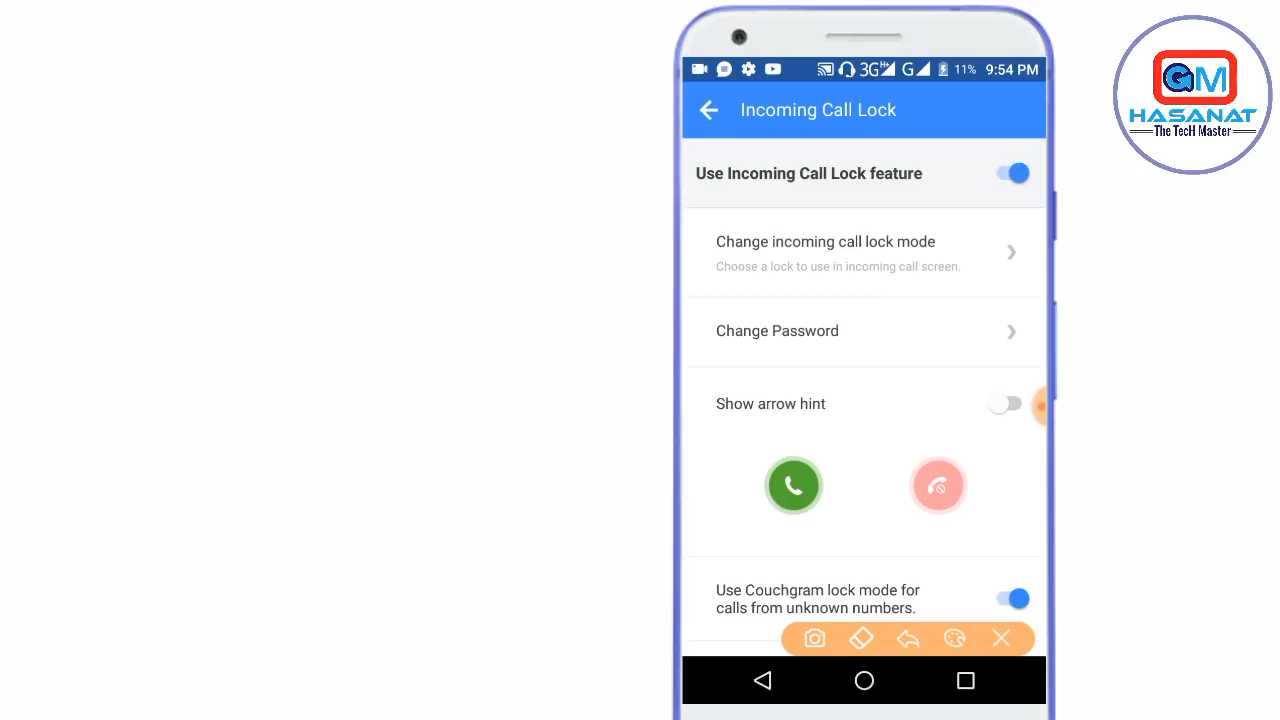 3G H+ G 11% 9:54 PM
Incoming Call Lock
Use Incoming Call Lock feature
Change incoming call lock mode
Choose a lock to use in incoming call screen.
Change Password
Show arrow hint
Use Couchgram lock mode for
calls from unknown numbers.
GM
HASANAT
The TecH Master